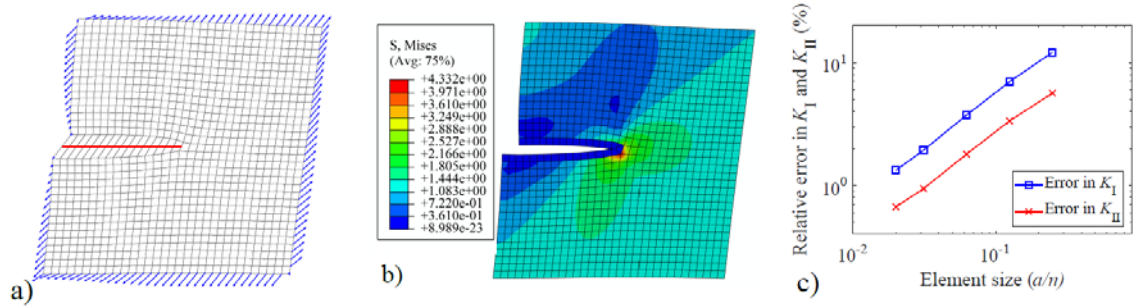 a)
S, Mises
(Avg: 75%)
+4.332e+00
+3.971e+00
+3.610e+00
+3.249e+00
+2.888e+00
+2.527e+00
+2.166e+00
+1.805e+00
+1.444e+00
+1.083e+00
+7.220e-01
+3.610e-01
+8.989e-23
b)
Relative error in K_I and K_II (%)
10^1
10^0
10^-2
10^-1
Error in K_I
Error in K_II
Element size (a/n)
c)